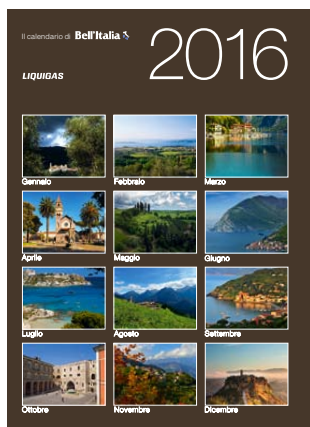 Il calendario di Bell'Italia
2016
LIQUIGAS
Gennaio Febbraio Marzo
Aprile Maggio Giugno
Luglio Agosto Settembre
Ottobre Novembre Dicembre